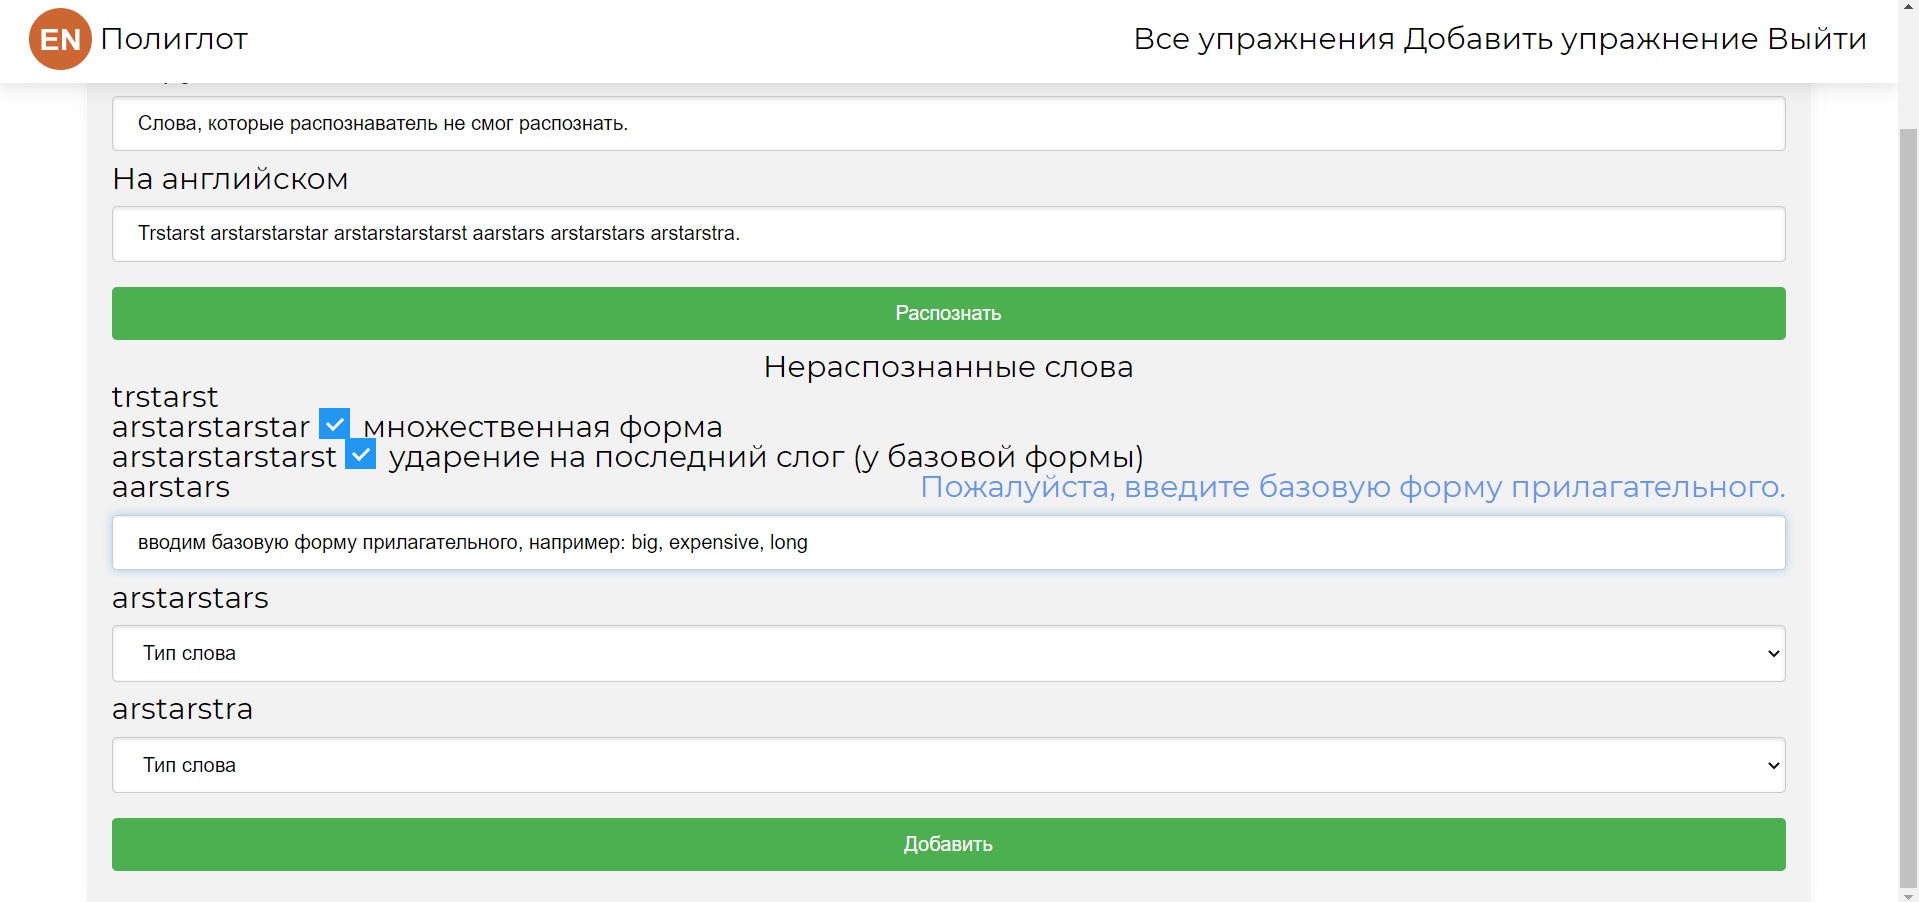 EN Полиглот
Все упражнения Добавить упражнение Выйти
Слова, которые распознаватель не смог распознать.
На английском
Trstarst arstarstarstar arstarstarstarst aarstars arstarstars arstarstra.
Распознать
Нераспознанные слова
trstarst
arstarstarstar множественная форма
arstarstarstarst ударение на последний слог (у базовой формы)
aarstars Пожалуйста, введите базовую форму прилагательного.
вводим базовую форму прилагательного, например: big, expensive, long
arstarstars
Тип слова
arstarstra
Тип слова
Добавить